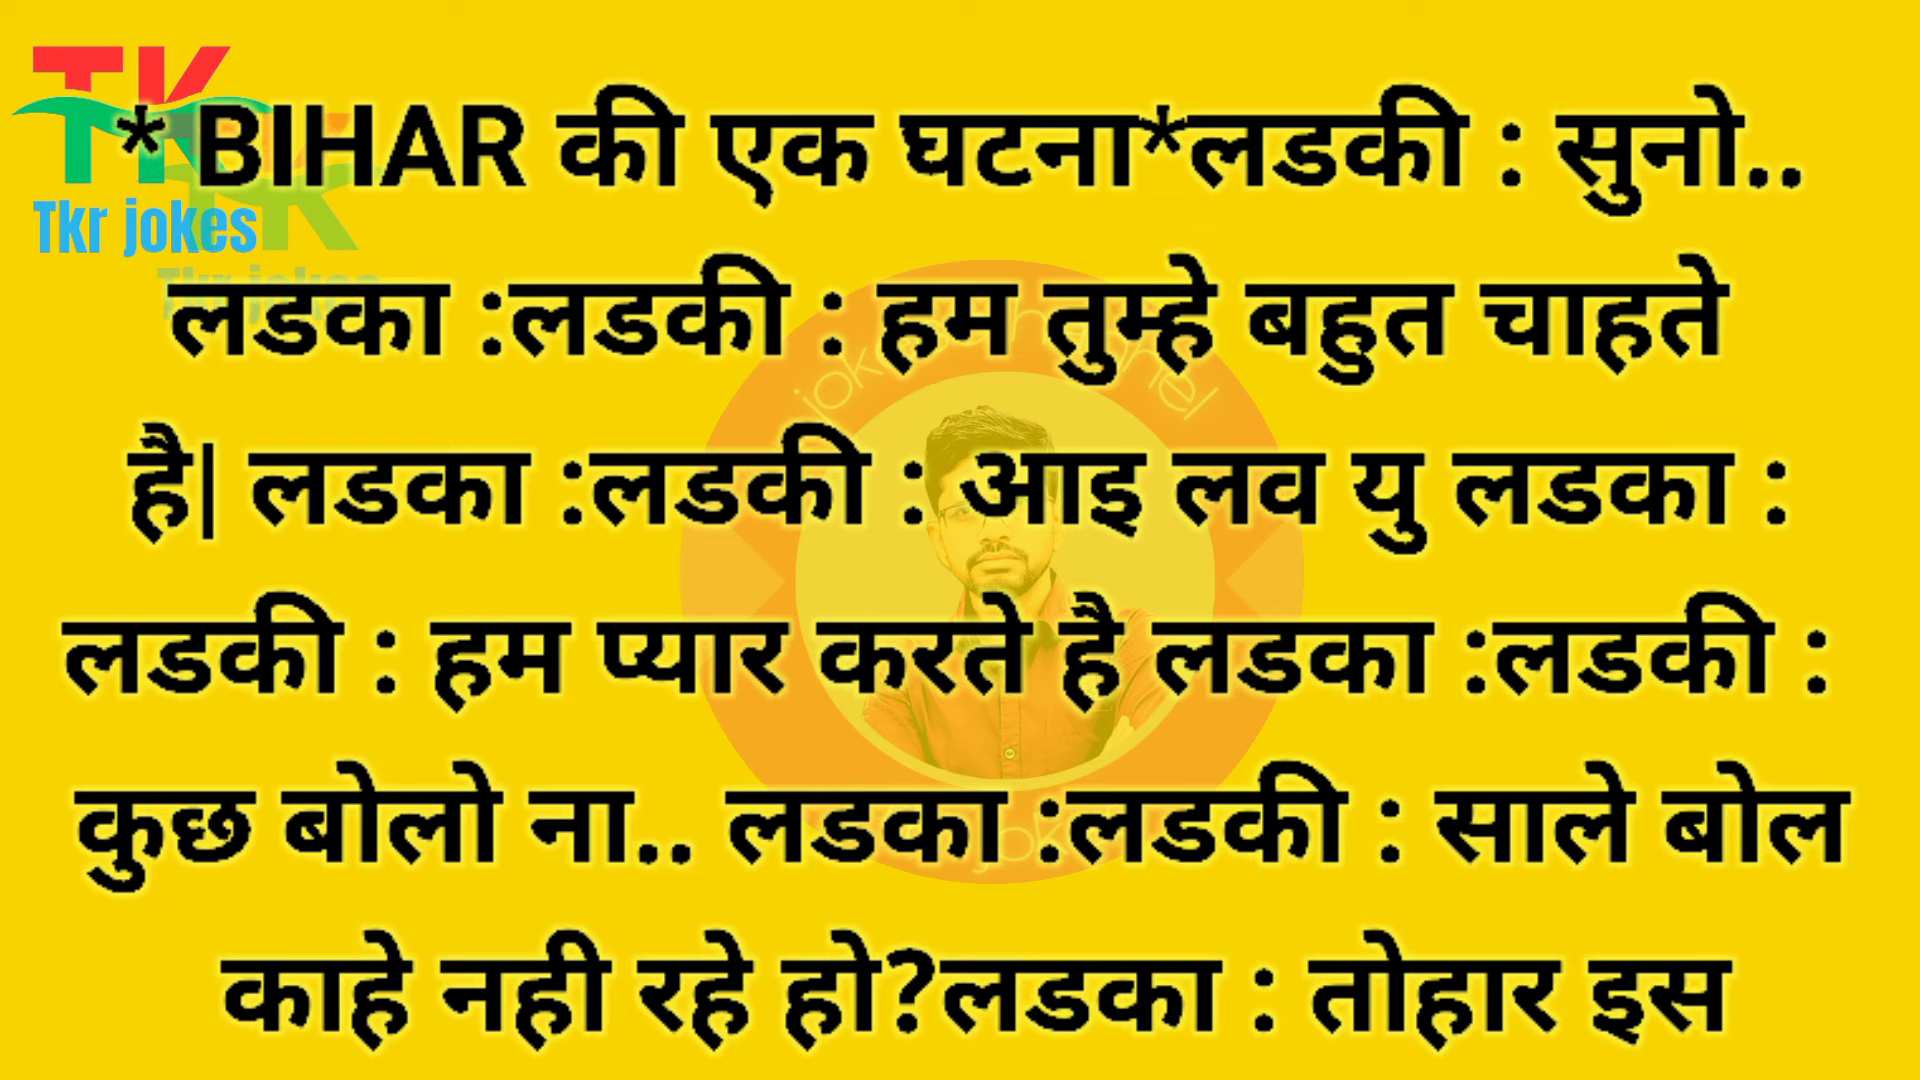 TK
Tkr jokes
* BIHAR की एक घटना*लडकी : सुनो..
लडका :लडकी : हम तुम्हे बहुत चाहते
है| लडका :लडकी : आइ लव यु लडका :
लडकी : हम प्यार करते है लडका :लडकी :
कुछ बोलो ना.. लडका :लडकी : साले बोल
काहे नही रहे हो?लडका : तोहार इस